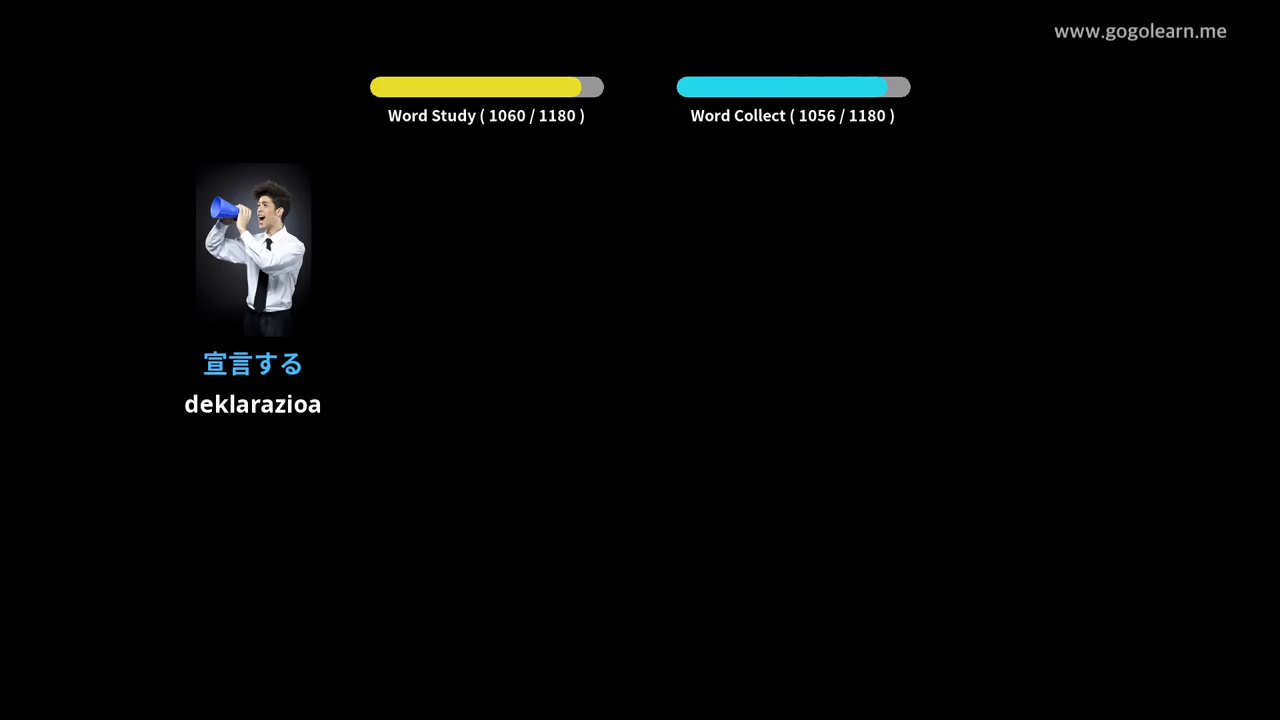 www.gogolearn.me
Word Study ( 1060 / 1180 )
Word Collect ( 1056 / 1180 )
宣言する
deklarazioa